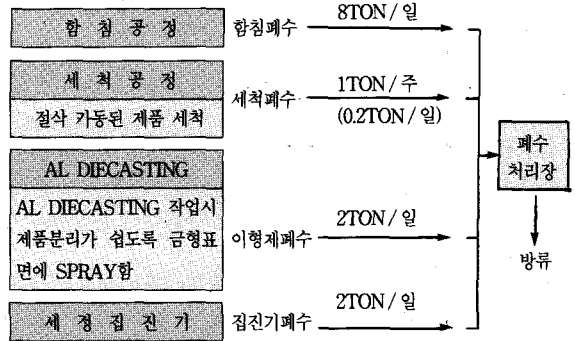 함 침 공 정
함침폐수
8TON / 일
세 척 공 정
절삭 가동된 제품 세척
세척폐수
1TON / 주
(0.2TON / 일)
AL DIECASTING
AL DIECASTING 작업시
제품분리가 쉽도록 금형표
면에 SPRAY함
이형제폐수
2TON / 일
세 정 집 진 기
집진기폐수
2TON / 일
폐수
처리장
방류